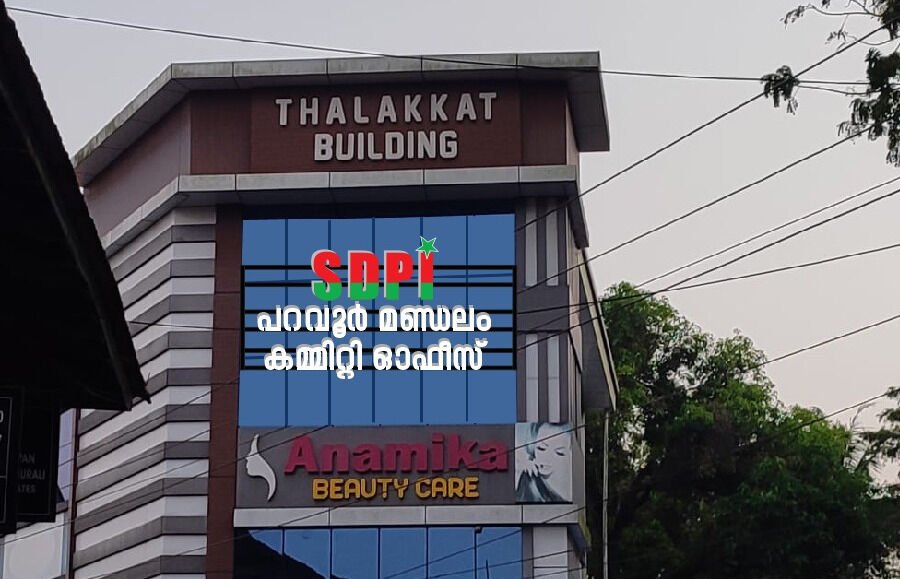 THALAKKAT
BUILDING
SDPI
പറവൂർ മണ്ഡലം
കമ്മിറ്റി ഓഫീസ്
Anamika
BEAUTY CARE